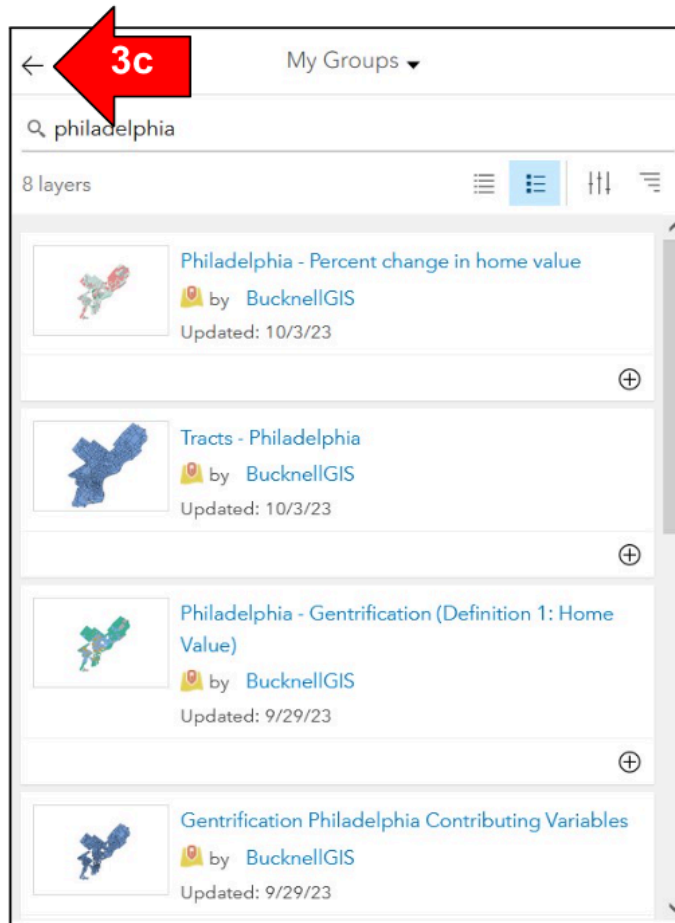 3c
My Groups
philadelphia
8 layers
Philadelphia - Percent change in home value
by BucknellGIS
Updated: 10/3/23
Tracts - Philadelphia
by BucknellGIS
Updated: 10/3/23
Philadelphia - Gentrification (Definition 1: Home
Value)
by BucknellGIS
Updated: 9/29/23
Gentrification Philadelphia Contributing Variables
by BucknellGIS
Updated: 9/29/23